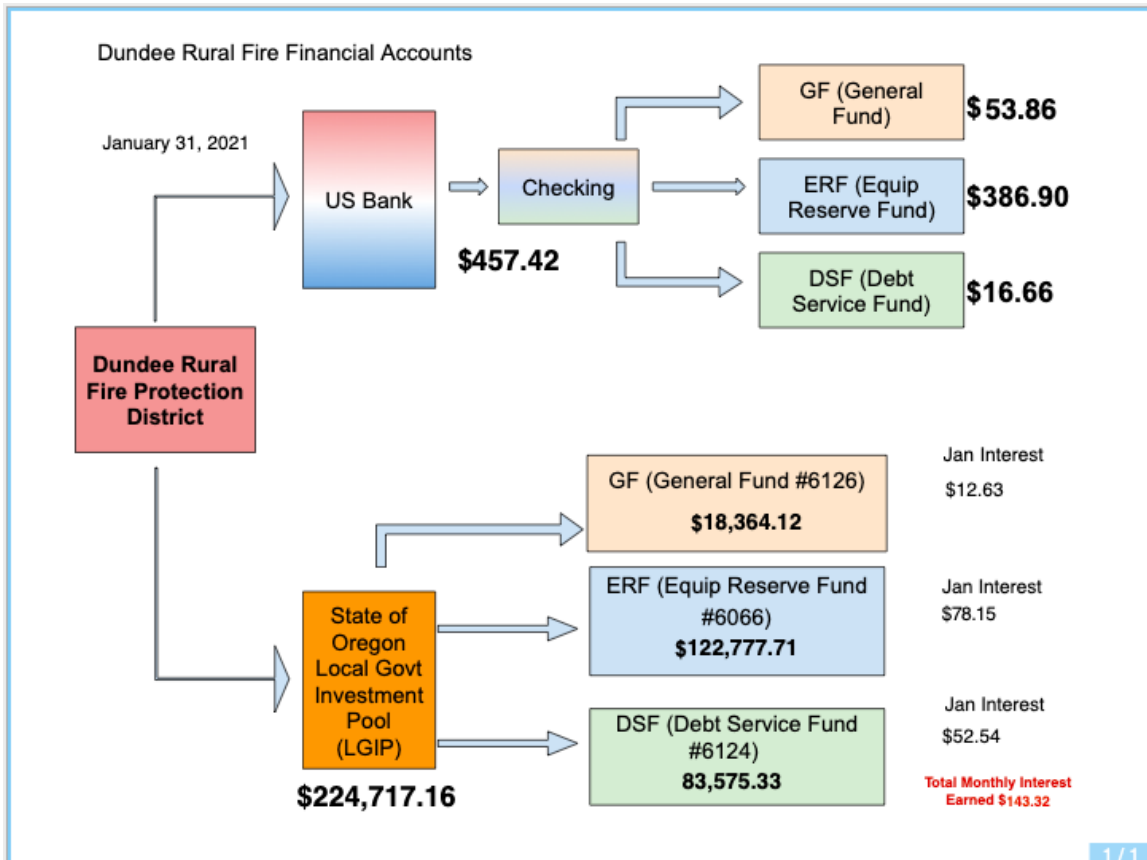 Dundee Rural Fire Financial Accounts
January 31, 2021
US Bank
Checking
$457.42
GF (General
Fund)
$53.86
ERF (Equip
Reserve Fund)
$386.90
DSF (Debt
Service Fund)
$16.66
Dundee Rural
Fire Protection
District
State of
Oregon
Local Govt
Investment
Pool
(LGIP)
$224,717.16
GF (General Fund #6126)
$18,364.12
Jan Interest
$12.63
ERF (Equip Reserve Fund
#6066)
$122,777.71
Jan Interest
$78.15
DSF (Debt Service Fund
#6124)
83,575.33
Jan Interest
$52.54
Total Monthly Interest
Earned $143.32
1/1